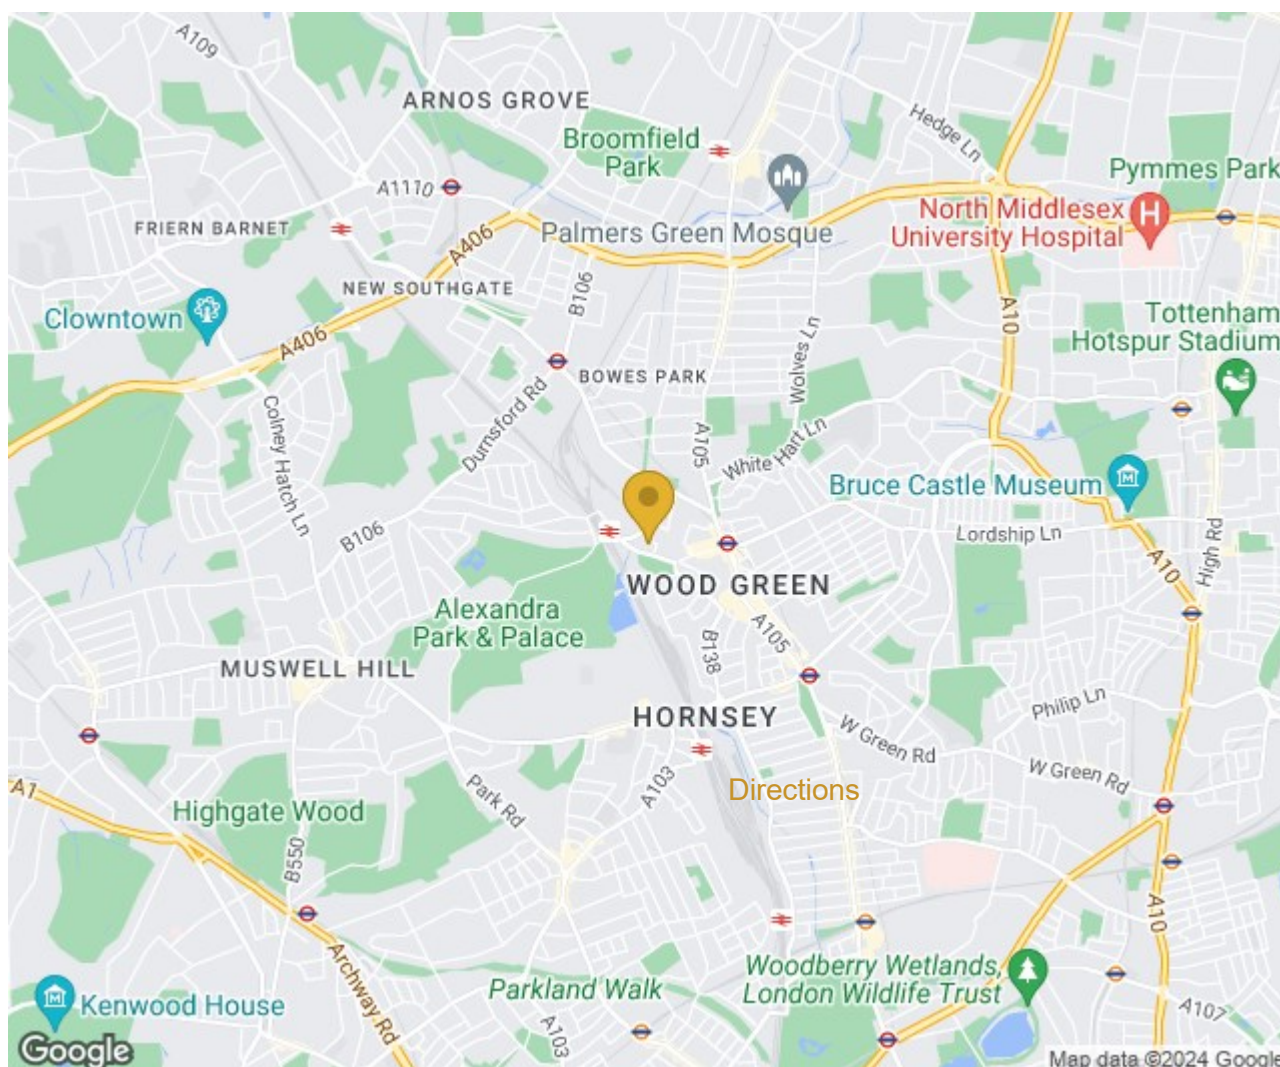 A109
ARNOS GROVE
Hedge Ln
Broomfield
Park
Pymmes Park
A1110
North Middlesex
University Hospital
FRIERN BARNET
A406
Palmers Green Mosque
NEW SOUTHGATE
B106
A10
Clowntown
A406
Tottenham
Hotspur Stadium
Wolves Ln
BOWES PARK
Durnsford Rd
Colney Hatch Ln
A105
White Hart Ln
Bruce Castle Museum
B106
Lordship Ln
High Rd
A10
WOOD GREEN
Alexandra
Park & Palace
A105
B138
MUSWELL HILL
Philip Ln
HORNSEY
W Green Rd
W Green Rd
A1
Park Rd
A103
Directions
Highgate Wood
B550
A10
Archway Rd
Woodberry Wetlands,
London Wildlife Trust
Parkland Walk
Kenwood House
A107
A103
Google
Map data ©2024 Google